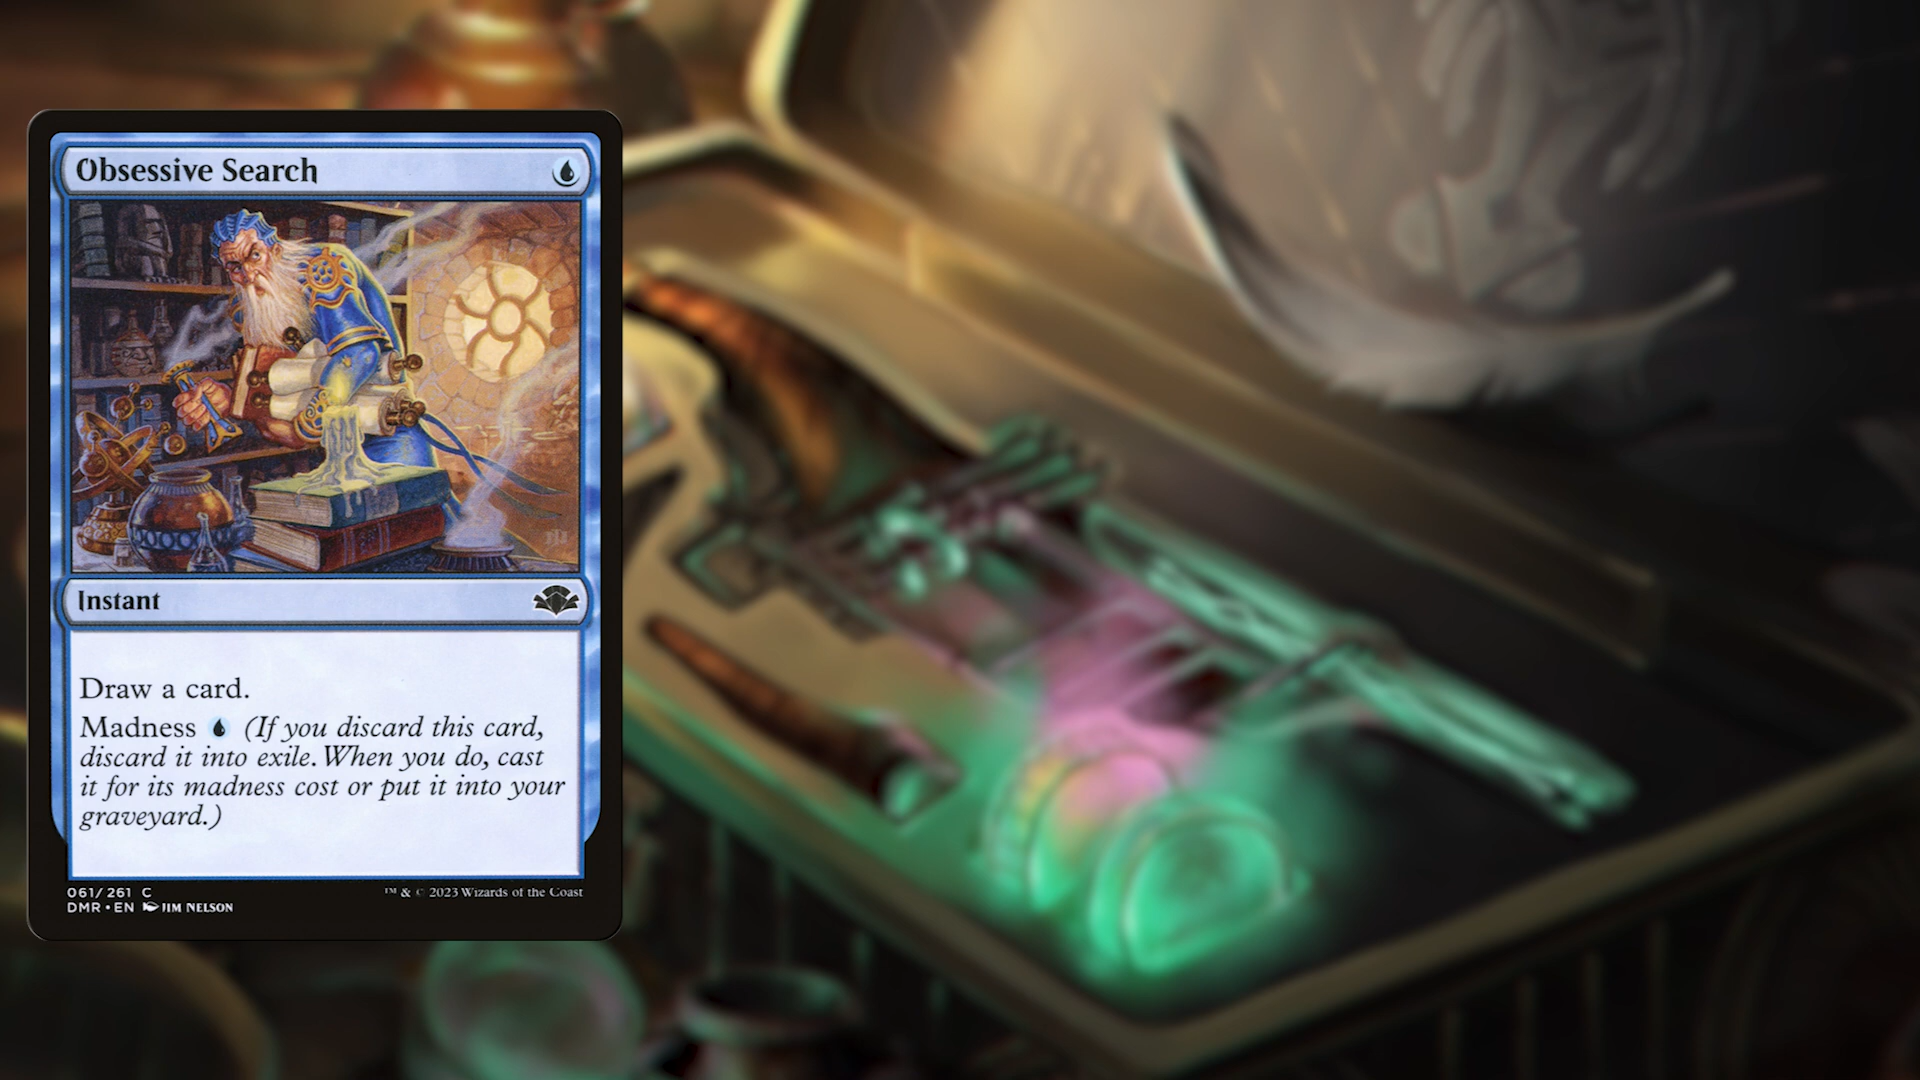 Obsessive Search
Instant
Draw a card.
Madness (If you discard this card,
discard it into exile. When you do, cast
it for its madness cost or put it into your
graveyard.)
061/261 C
DMR • EN JIM NELSON
™ & © 2023 Wizards of the Coast